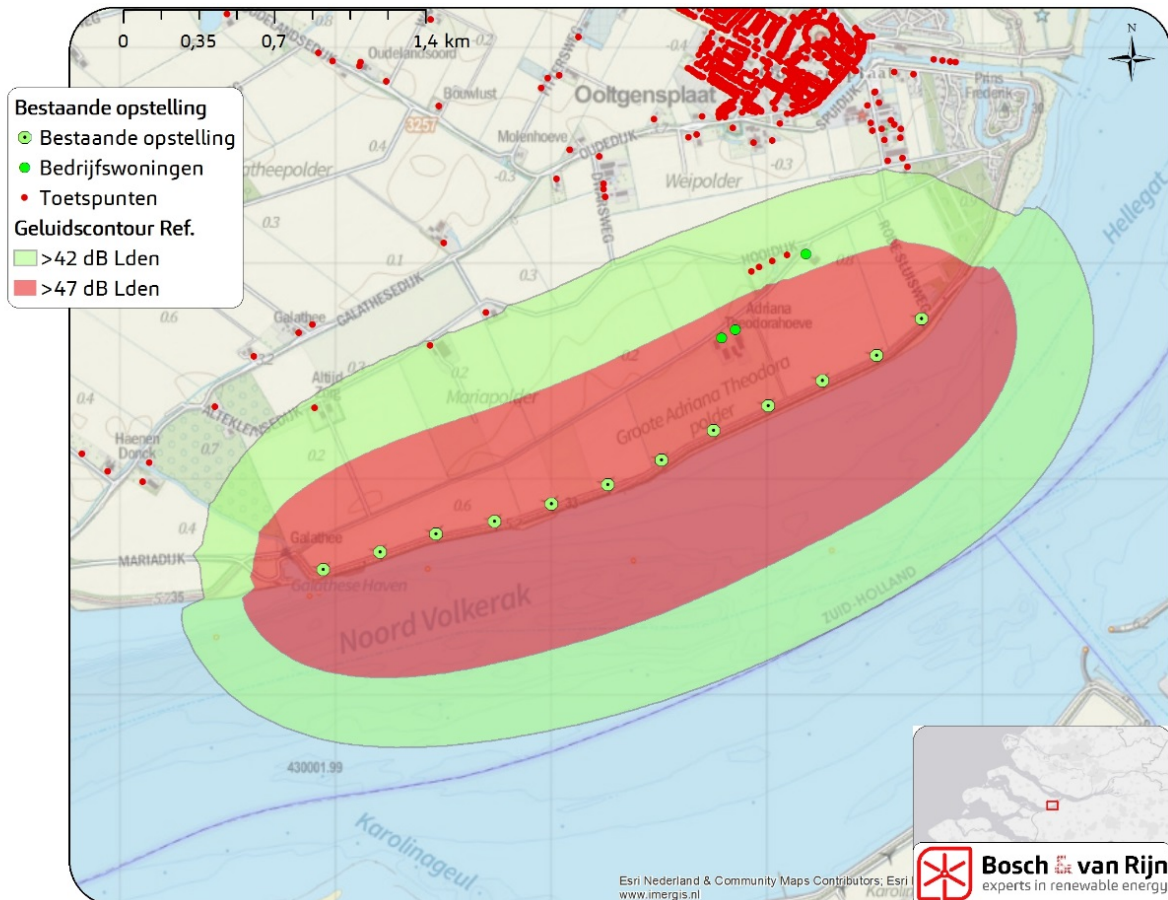 0 0,35 0,7 1,4 km
N
Bestaande opstelling
Bestaande opstelling
Bedrijfswoningen
Toetspunten
Geluidscontour Ref.
>42 dB Lden
>47 dB Lden
Oudelandsoord
Bouwlust
3257
Molenhoeve
OUDEDIJK
DWARSWEG
Ooltgensplaat
SPUIDIJK
Prins
Frederik
Weipolder
Hellegat
HOOIDIJK
RODE SLUISWEG
Adriana
Theodorahoeve
Groote Adriana Theodora
polder
GALATHESEDIJK
Galathee
Altijd
Mariapolder
Haenen
Donck
MARIADIJK
Galathee
Galathese Haven
Noord Volkerak
ZUID-HOLLAND
430001.99
Karolinageul
Esri Nederland & Community Maps Contributors; Esri
www.imergis.nl
Bosch & van Rijn
experts in renewable energy